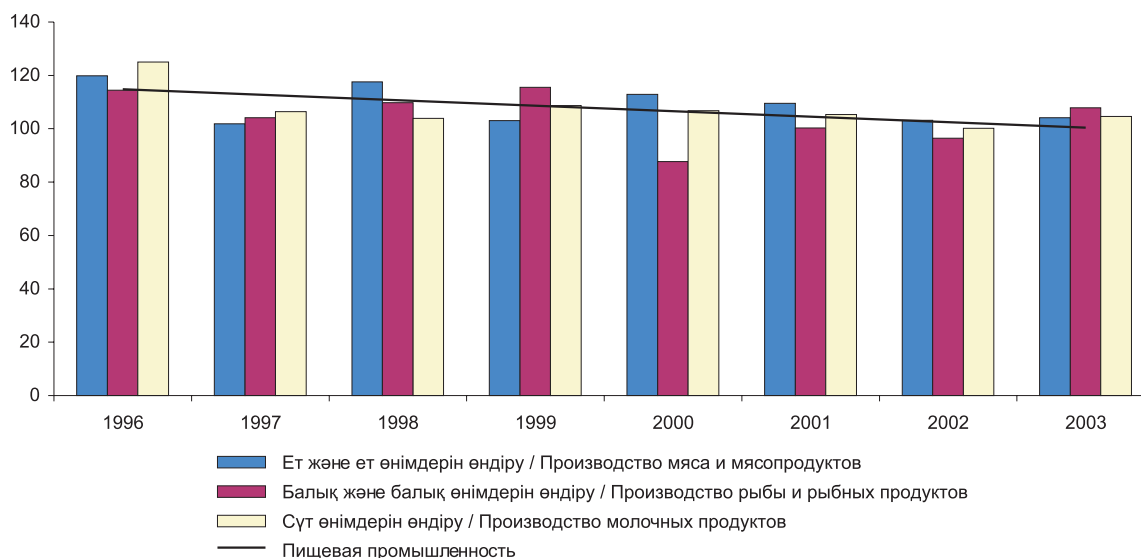 140
120
100
80
60
40
20
0
1996 1997 1998 1999 2000 2001 2002 2003
Ет және ет өнімдерін өндіру / Производство мяса и мясопродуктов
Балық және балық өнімдерін өндіру / Производство рыбы и рыбных продуктов
Сүт өнімдерін өндіру / Производство молочных продуктов
Пищевая промышленность